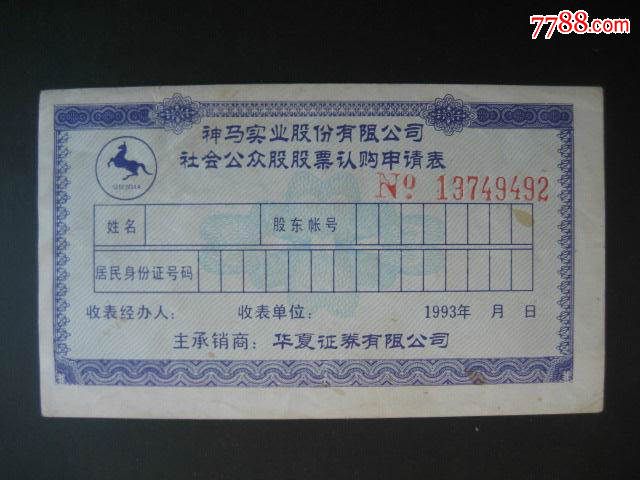 7788.com
神马实业股份有限公司
社会公众股股票认购申请表
No 13749492
姓名 股东帐号
居民身份证号码
收表经办人: 收表单位: 1993年 月 日
主承销商: 华夏证券有限公司